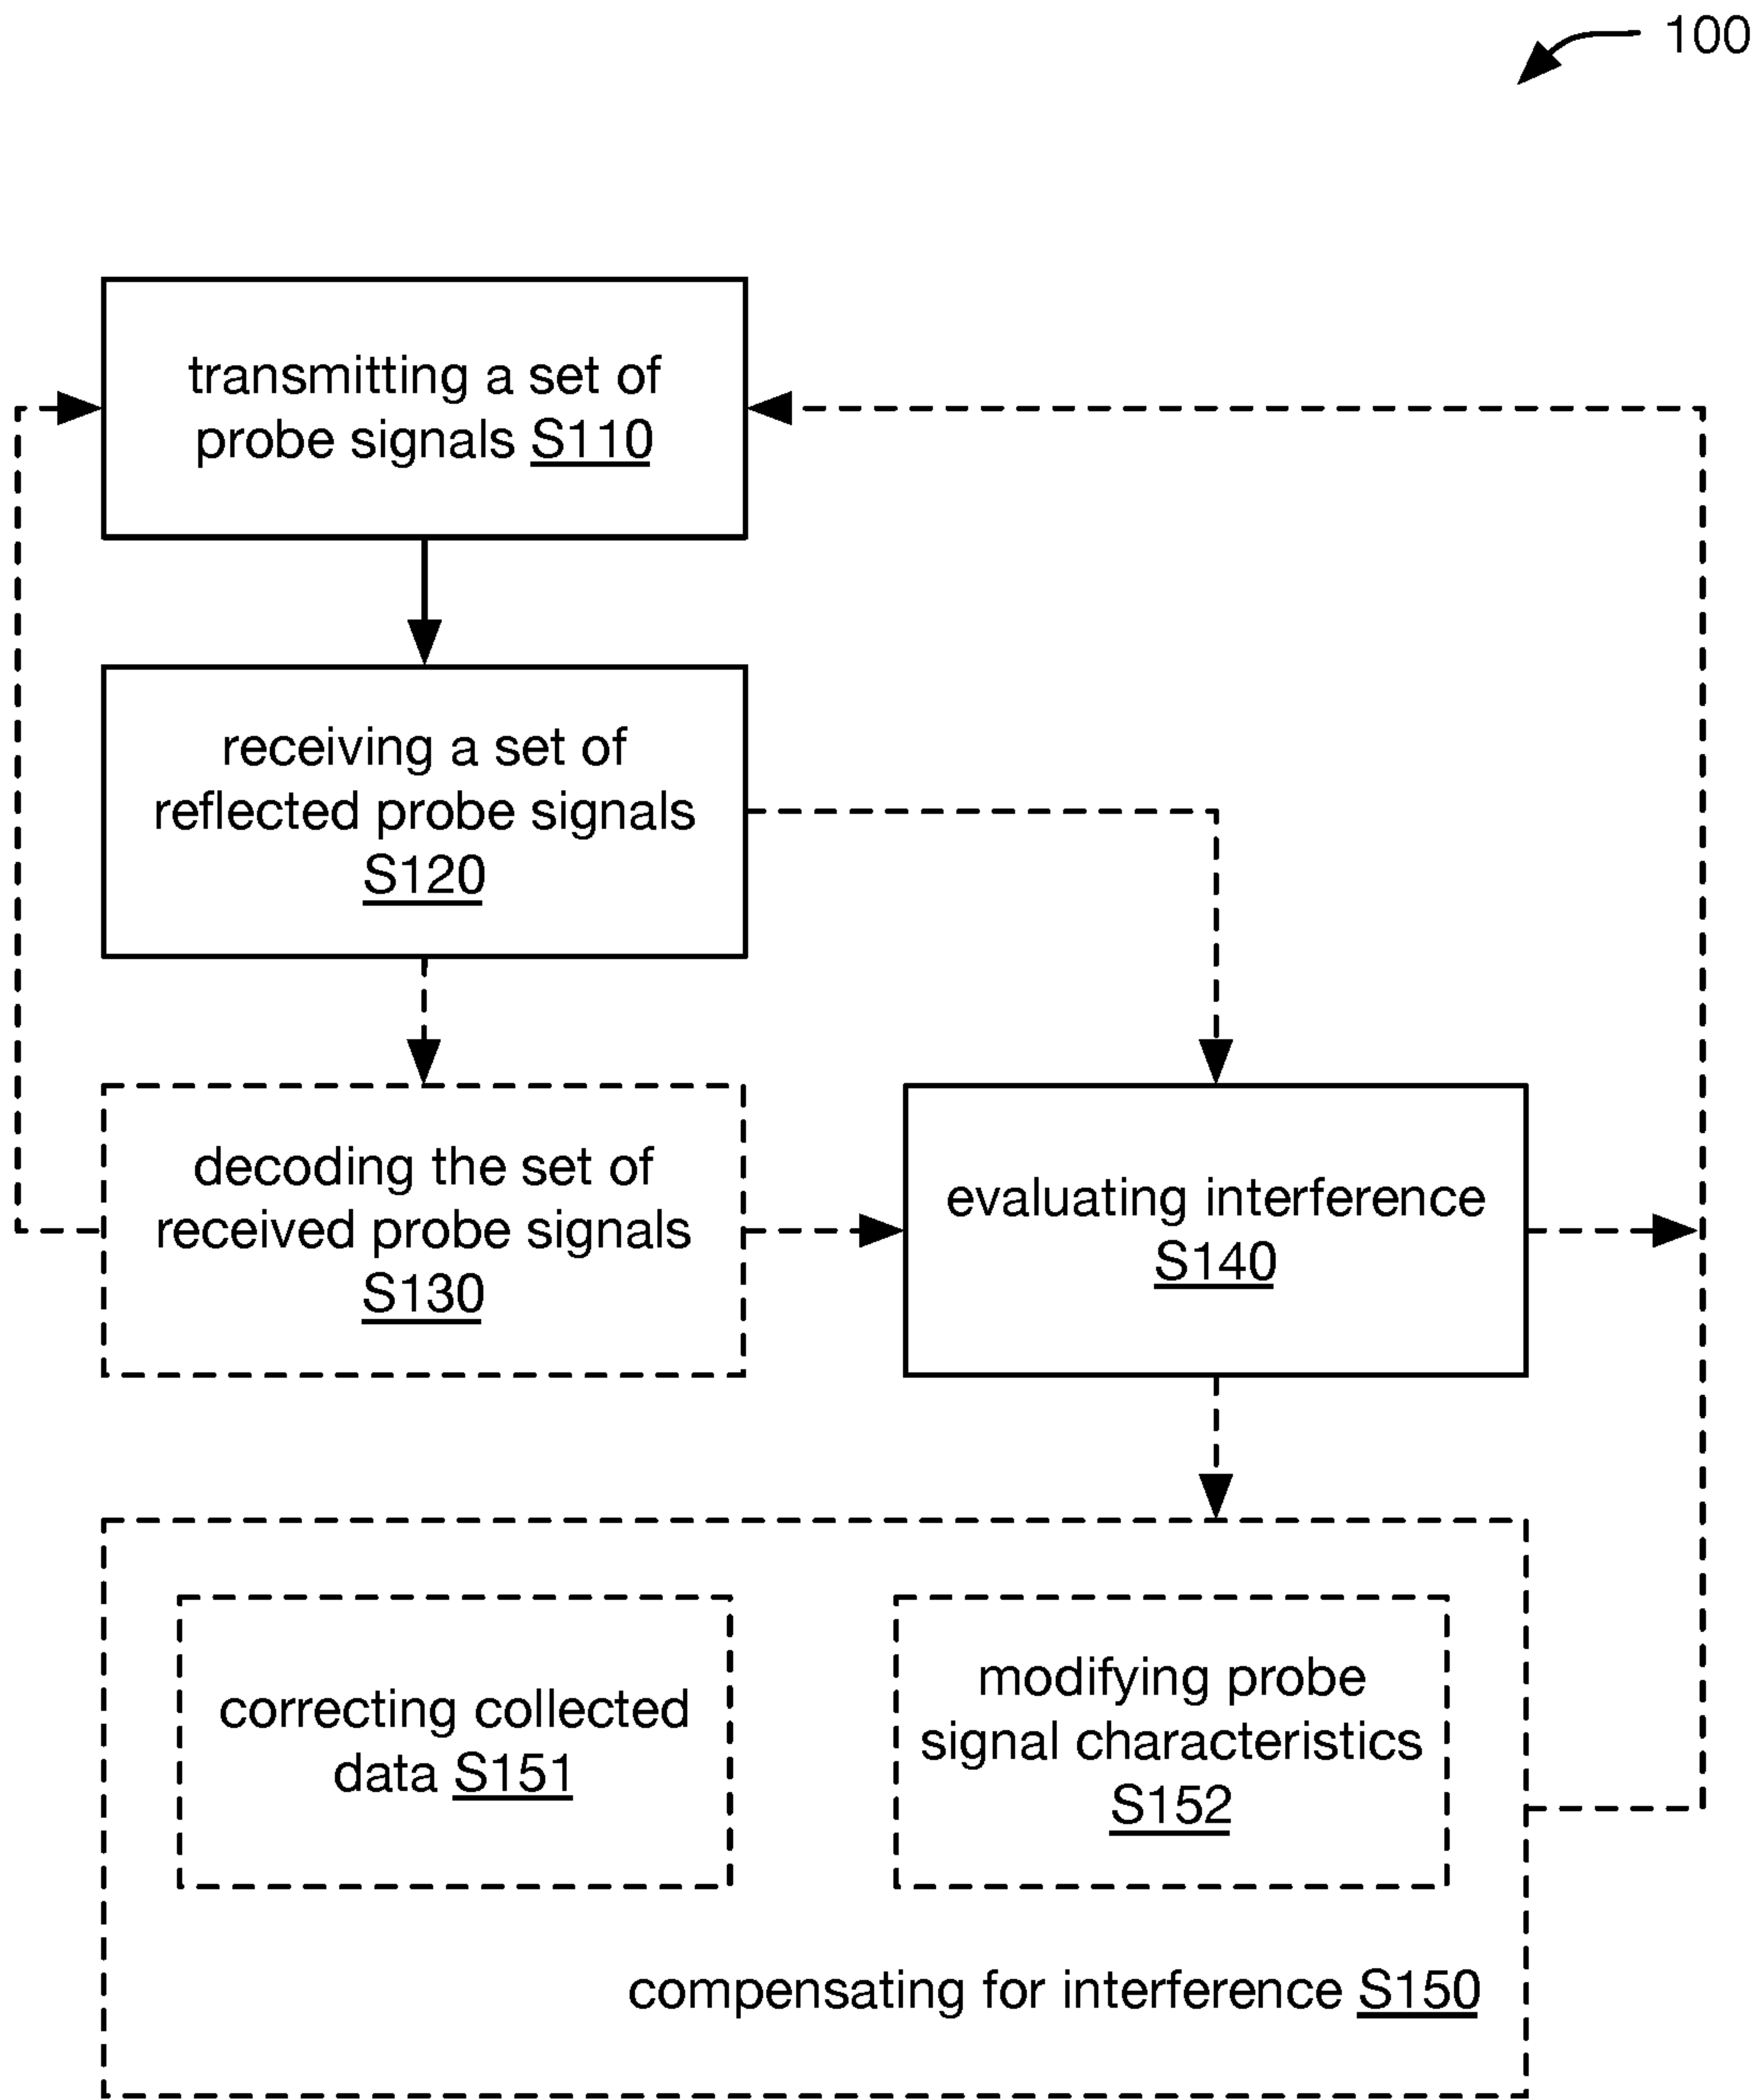 100
transmitting a set of
probe signals S110
receiving a set of
reflected probe signals
S120
decoding the set of
received probe signals
S130
evaluating interference
S140
correcting collected
data S151
modifying probe
signal characteristics
S152
compensating for interference S150